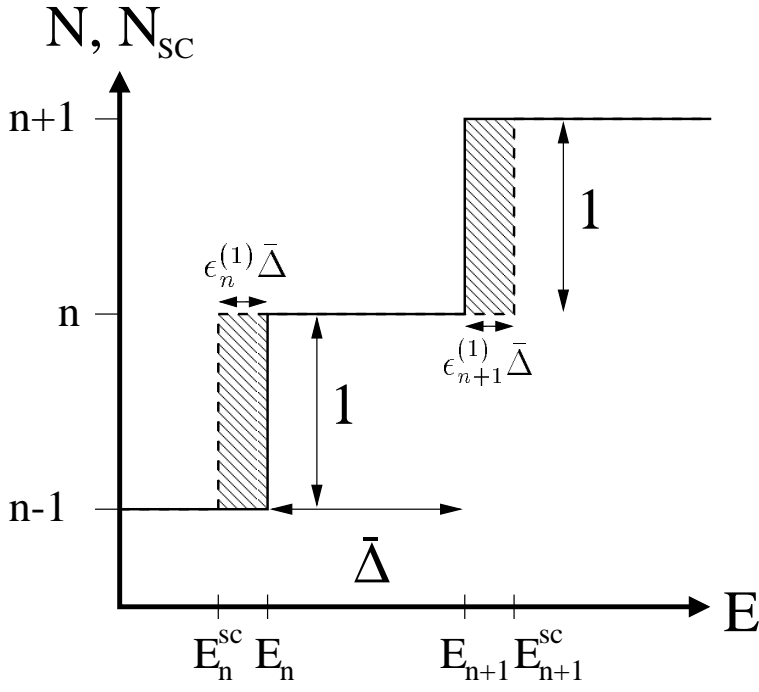 N, N_SC
n+1
1
ϵ_n^(1) Δ̄
n
ϵ_{n+1}^(1) Δ̄
1
n-1
Δ̄
E
E_n^sc E_n E_{n+1} E_{n+1}^sc